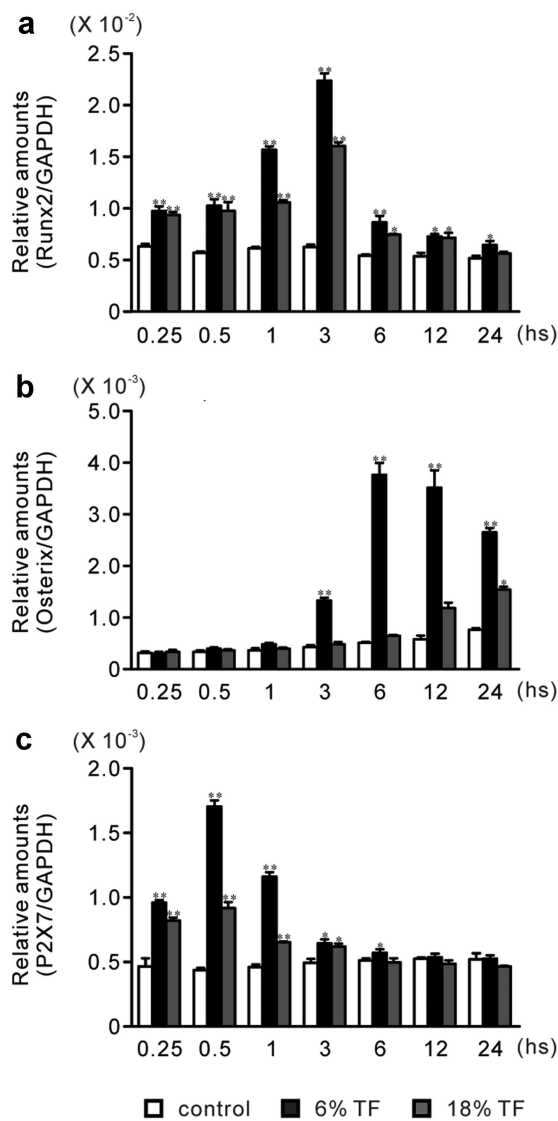 a
(X 10-2)
Relative amounts
(Runx2/GAPDH)
2.5
2.0
1.5
1.0
0.5
0
** ** ** ** ** ** ** ** ** * * * *
0.25 0.5 1 3 6 12 24 (hs)
b
(X 10-3)
Relative amounts
(Osterix/GAPDH)
5.0
4.0
3.0
2.0
1.0
0
** ** ** ** *
0.25 0.5 1 3 6 12 24 (hs)
c
(X 10-3)
Relative amounts
(P2X7/GAPDH)
2.0
1.5
1.0
0.5
0
** ** ** ** ** ** * * *
0.25 0.5 1 3 6 12 24 (hs)
control 6% TF 18% TF